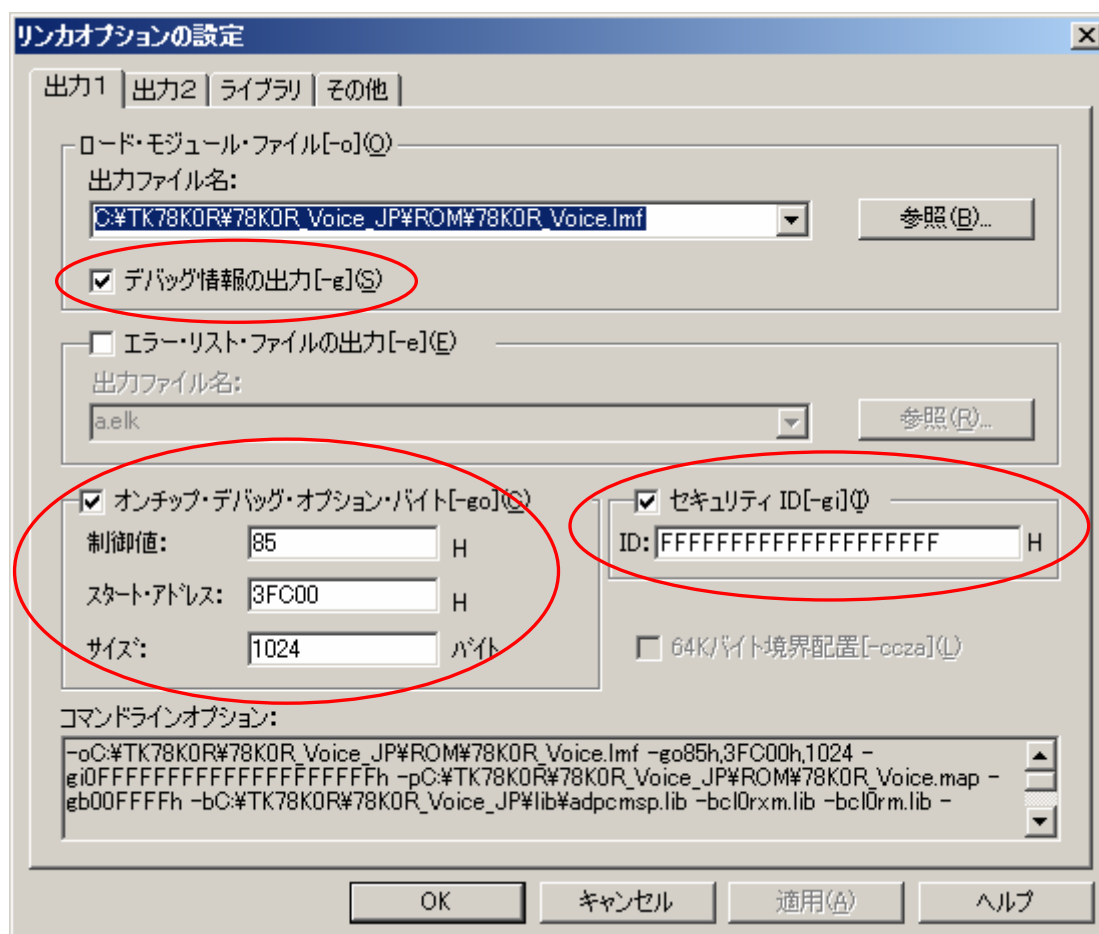 リンカオプションの設定
出力1 出力2 ライブラリ その他
ロード・モジュール・ファイル[-o](O)
出力ファイル名:
C:¥TK78K0R¥78K0R_Voice_JP¥ROM¥78K0R_Voice.lmf 参照(B)...
デバッグ情報の出力[-g](S)
エラー・リスト・ファイルの出力[-e](E)
出力ファイル名:
a.elk 参照(R)...
オンチップ・デバッグ・オプション・バイト[-go](G) セキュリティ ID[-gi](I)
制御値: 85 H ID: FFFFFFFFFFFFFFFFFFFF H
スタート・アドレス: 3FC00 H
サイズ: 1024 バイト 64Kバイト境界配置[-ccza](L)
コマンドラインオプション:
-oC:¥TK78K0R¥78K0R_Voice_JP¥ROM¥78K0R_Voice.lmf -go85h,3FC00h,1024 -
gi0FFFFFFFFFFFFFFFFFFFFh -pC:¥TK78K0R¥78K0R_Voice_JP¥ROM¥78K0R_Voice.map -
gb00FFFFh -bC:¥TK78K0R¥78K0R_Voice_JP¥lib¥adpcmsp.lib -bcl0rxm.lib -bcl0rm.lib -
OK キャンセル 適用(A) ヘルプ